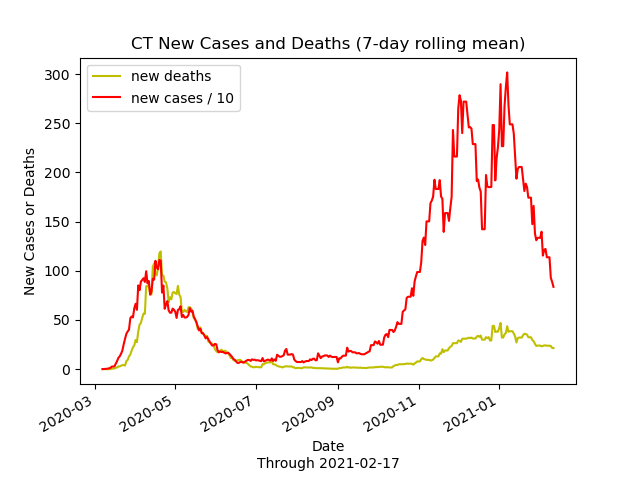 CT New Cases and Deaths (7-day rolling mean)
new deaths
new cases / 10
300
250
200
150
100
50
0
New Cases or Deaths
2020-03
2020-05
2020-07
2020-09
2020-11
2021-01
Date
Through 2021-02-17